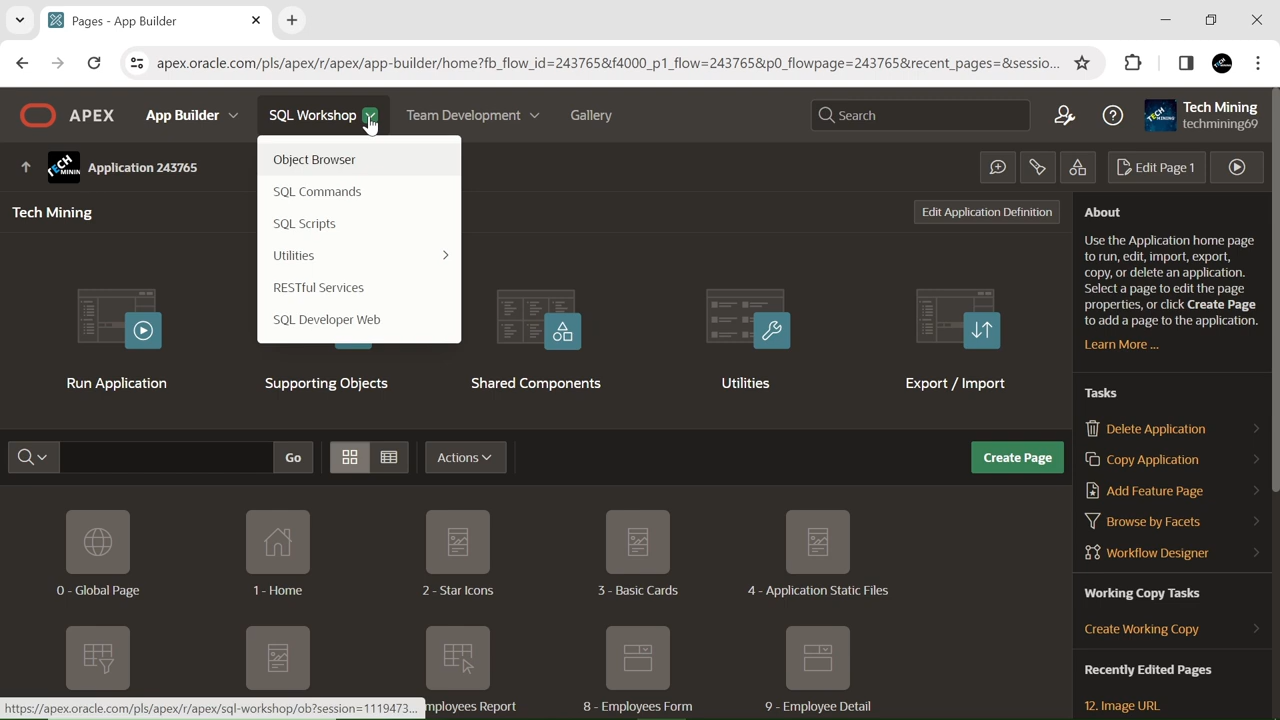 Pages - App Builder
apex.oracle.com/pls/apex/r/apex/app-builder/home?fb_flow_id=243765&f4000_p1_flow=243765&p0_flowpage=243765&recent_pages=&sessio...
APEX
App Builder
SQL Workshop
Team Development
Gallery
Search
Tech Mining
techmining69
Application 243765
Edit Page 1
Object Browser
SQL Commands
SQL Scripts
Utilities
RESTful Services
SQL Developer Web
Tech Mining
Edit Application Definition
Run Application
Supporting Objects
Shared Components
Utilities
Export / Import
Go
Actions
Create Page
0 - Global Page
1 - Home
2 - Star Icons
3 - Basic Cards
4 - Application Static Files
mployees Report
8 - Employees Form
9 - Employee Detail
About
Use the Application home page
to run, edit, import, export,
copy, or delete an application.
Select a page to edit the page
properties, or click Create Page
to add a page to the application.
Learn More ...
Tasks
Delete Application
Copy Application
Add Feature Page
Browse by Facets
Workflow Designer
Working Copy Tasks
Create Working Copy
Recently Edited Pages
12. Image URL
https://apex.oracle.com/pls/apex/r/apex/sql-workshop/ob?session=1119473...